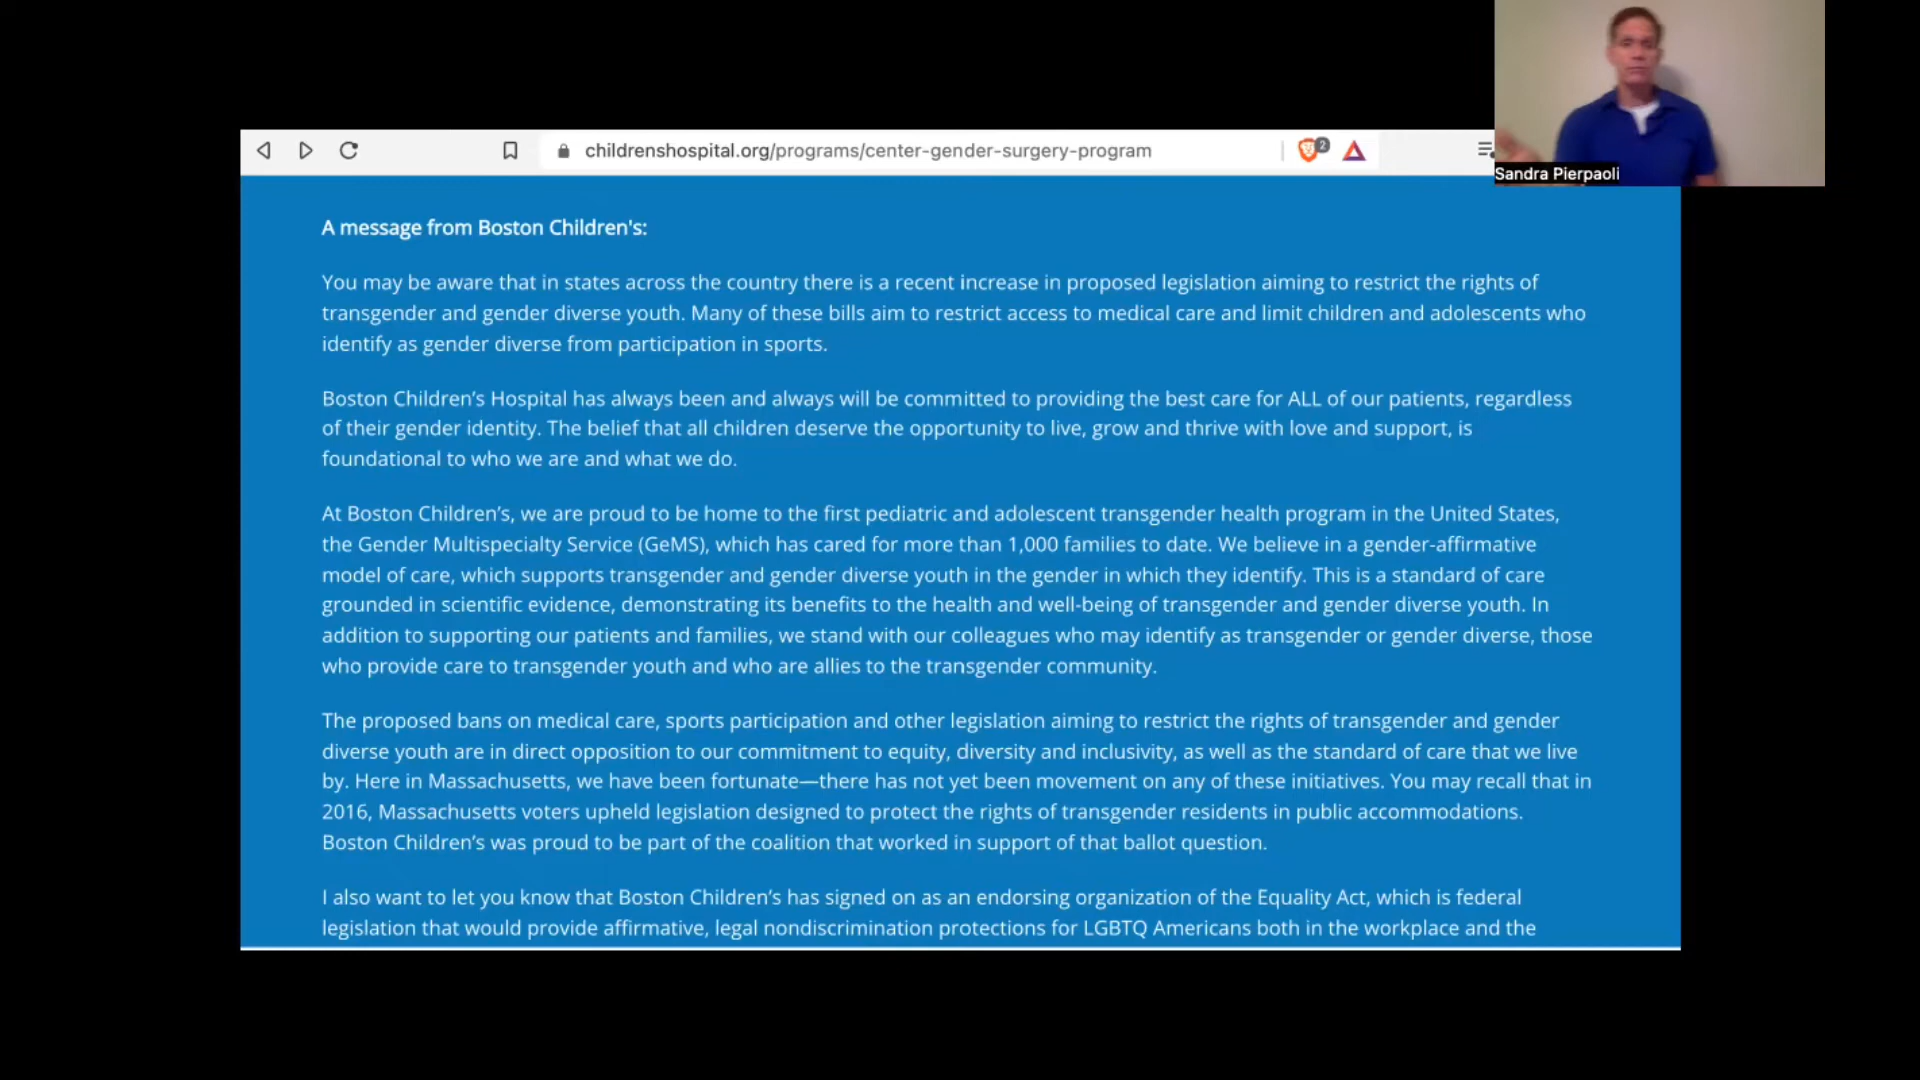 childrenshospital.org/programs/center-gender-surgery-program
2
Sandra Pierpaoli
A message from Boston Children's:
You may be aware that in states across the country there is a recent increase in proposed legislation aiming to restrict the rights of
transgender and gender diverse youth. Many of these bills aim to restrict access to medical care and limit children and adolescents who
identify as gender diverse from participation in sports.
Boston Children’s Hospital has always been and always will be committed to providing the best care for ALL of our patients, regardless
of their gender identity. The belief that all children deserve the opportunity to live, grow and thrive with love and support, is
foundational to who we are and what we do.
At Boston Children’s, we are proud to be home to the first pediatric and adolescent transgender health program in the United States,
the Gender Multispecialty Service (GeMS), which has cared for more than 1,000 families to date. We believe in a gender-affirmative
model of care, which supports transgender and gender diverse youth in the gender in which they identify. This is a standard of care
grounded in scientific evidence, demonstrating its benefits to the health and well-being of transgender and gender diverse youth. In
addition to supporting our patients and families, we stand with our colleagues who may identify as transgender or gender diverse, those
who provide care to transgender youth and who are allies to the transgender community.
The proposed bans on medical care, sports participation and other legislation aiming to restrict the rights of transgender and gender
diverse youth are in direct opposition to our commitment to equity, diversity and inclusivity, as well as the standard of care that we live
by. Here in Massachusetts, we have been fortunate—there has not yet been movement on any of these initiatives. You may recall that in
2016, Massachusetts voters upheld legislation designed to protect the rights of transgender residents in public accommodations.
Boston Children’s was proud to be part of the coalition that worked in support of that ballot question.
I also want to let you know that Boston Children’s has signed on as an endorsing organization of the Equality Act, which is federal
legislation that would provide affirmative, legal nondiscrimination protections for LGBTQ Americans both in the workplace and the